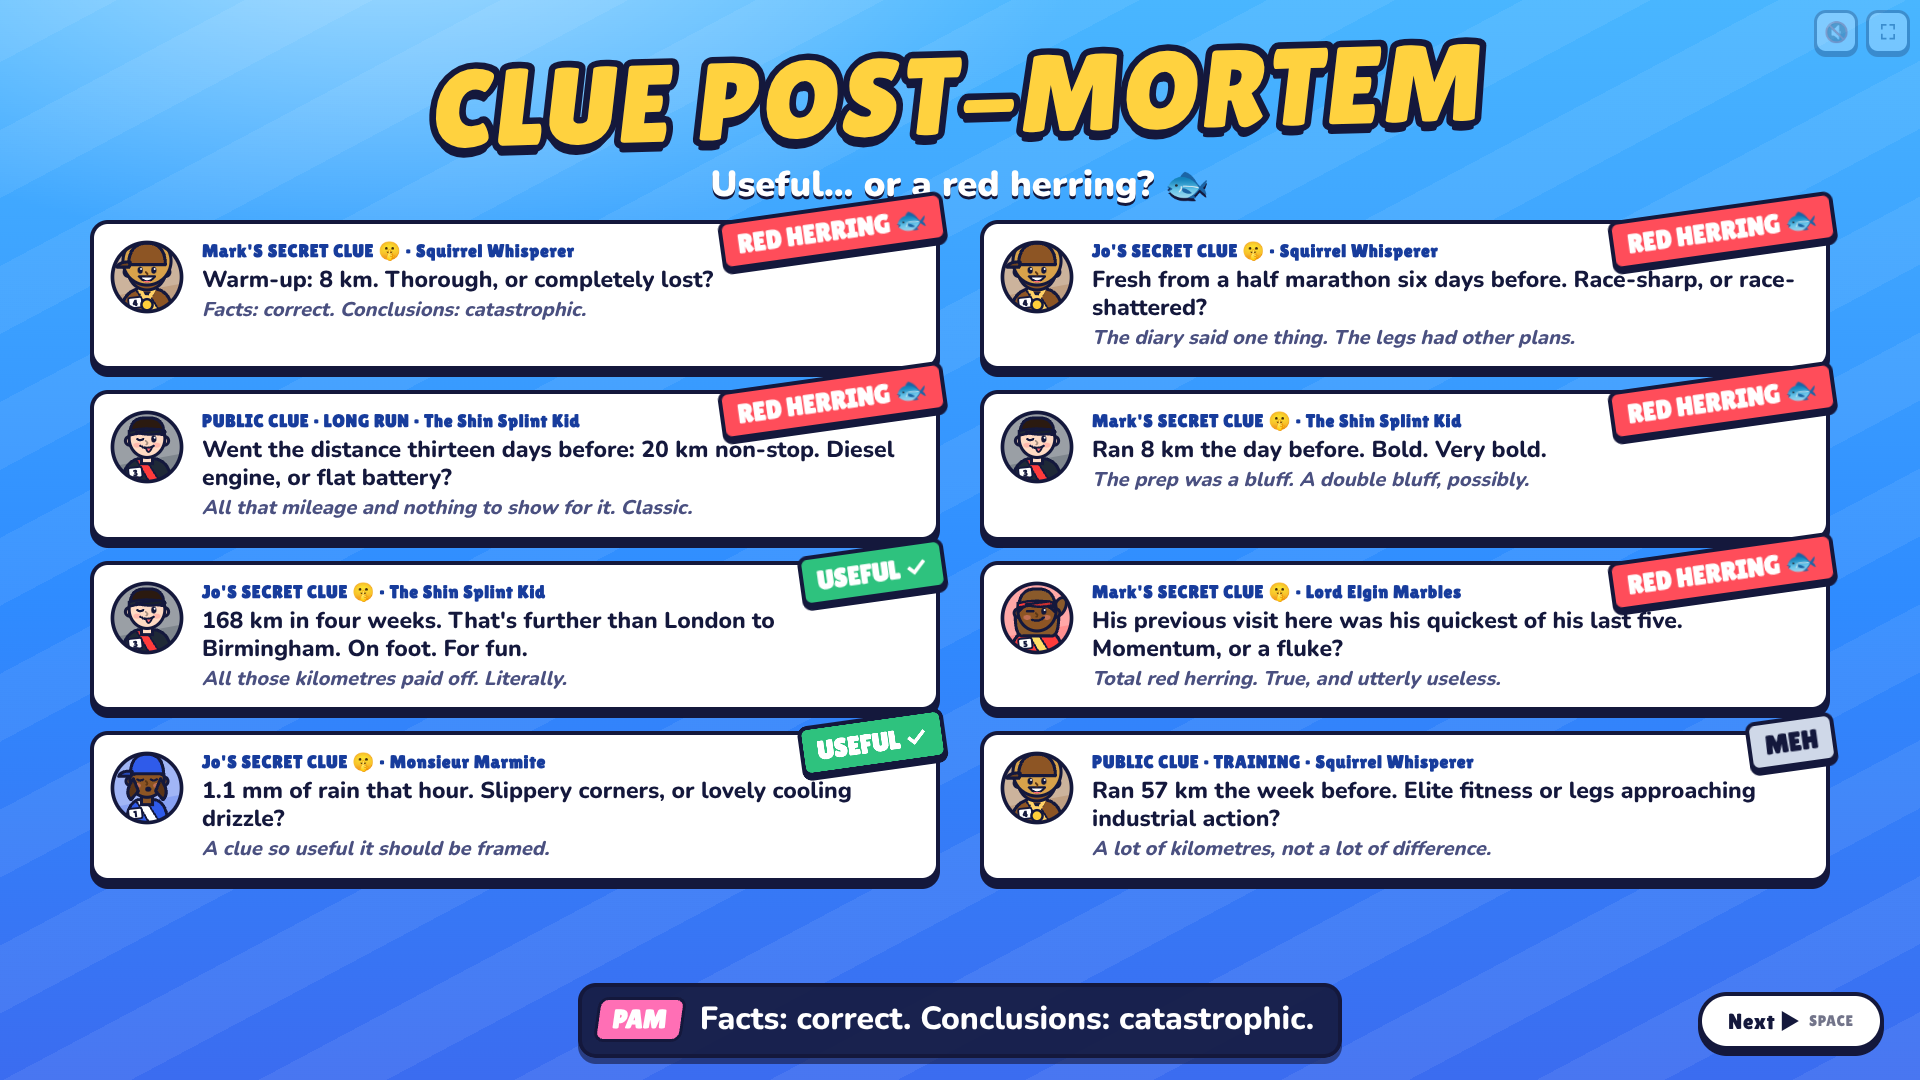 CLUE POST-MORTEM
Useful... or a red herring? 🐟
RED HERRING 🐟
Mark'S SECRET CLUE 🤫 · Squirrel Whisperer
Warm-up: 8 km. Thorough, or completely lost?
Facts: correct. Conclusions: catastrophic.
RED HERRING 🐟
Jo'S SECRET CLUE 🤫 · Squirrel Whisperer
Fresh from a half marathon six days before. Race-sharp, or race-
shattered?
The diary said one thing. The legs had other plans.
RED HERRING 🐟
PUBLIC CLUE · LONG RUN · The Shin Splint Kid
Went the distance thirteen days before: 20 km non-stop. Diesel
engine, or flat battery?
All that mileage and nothing to show for it. Classic.
RED HERRING 🐟
Mark'S SECRET CLUE 🤫 · The Shin Splint Kid
Ran 8 km the day before. Bold. Very bold.
The prep was a bluff. A double bluff, possibly.
USEFUL ✓
Jo'S SECRET CLUE 🤫 · The Shin Splint Kid
168 km in four weeks. That's further than London to
Birmingham. On foot. For fun.
All those kilometres paid off. Literally.
RED HERRING 🐟
Mark'S SECRET CLUE 🤫 · Lord Elgin Marbles
His previous visit here was his quickest of his last five.
Momentum, or a fluke?
Total red herring. True, and utterly useless.
USEFUL ✓
Jo'S SECRET CLUE 🤫 · Monsieur Marmite
1.1 mm of rain that hour. Slippery corners, or lovely cooling
drizzle?
A clue so useful it should be framed.
MEH
PUBLIC CLUE · TRAINING · Squirrel Whisperer
Ran 57 km the week before. Elite fitness or legs approaching
industrial action?
A lot of kilometres, not a lot of difference.
PAM Facts: correct. Conclusions: catastrophic.
Next ▶ SPACE